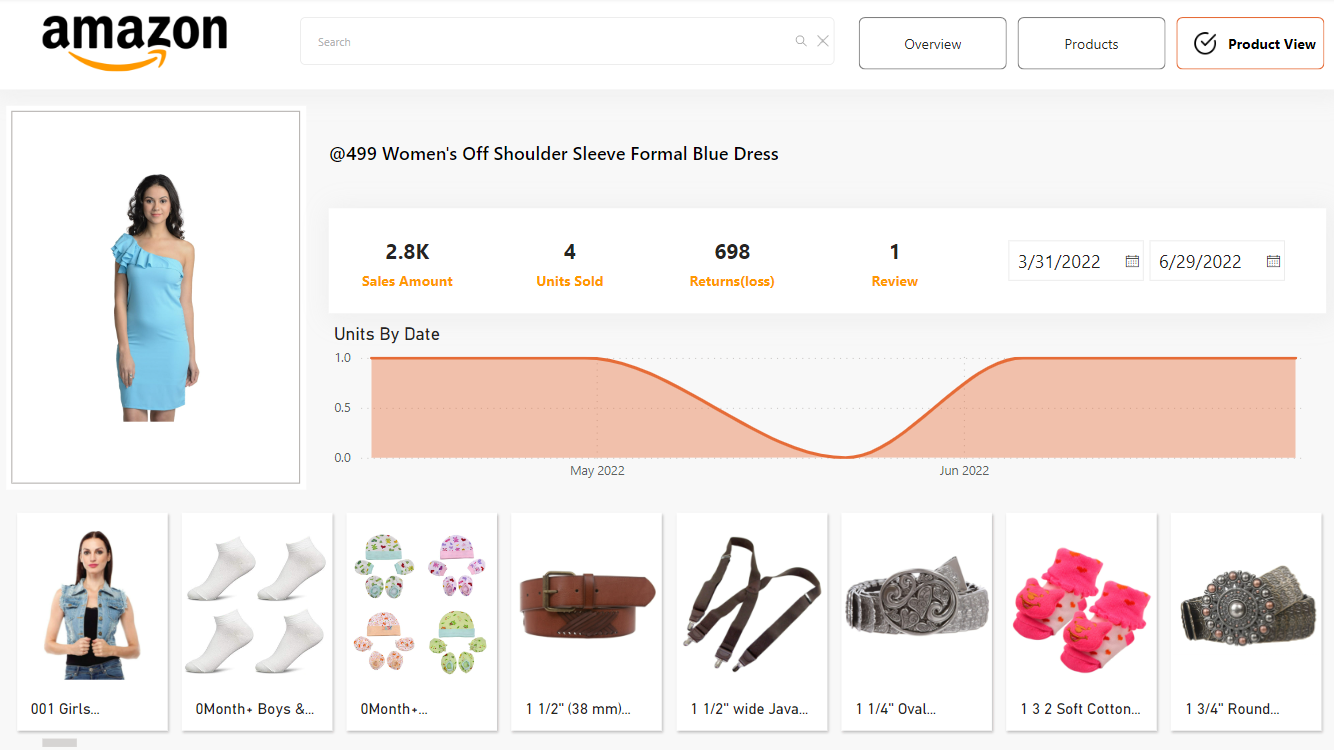 amazon
Search
Overview
Products
Product View
@499 Women's Off Shoulder Sleeve Formal Blue Dress
2.8K
Sales Amount
4
Units Sold
698
Returns(loss)
1
Review
3/31/2022
6/29/2022
Units By Date
1.0
0.5
0.0
May 2022
Jun 2022
001 Girls...
0Month+ Boys &...
0Month+...
1 1/2" (38 mm)...
1 1/2" wide Java...
1 1/4" Oval...
1 3 2 Soft Cotton...
1 3/4" Round...